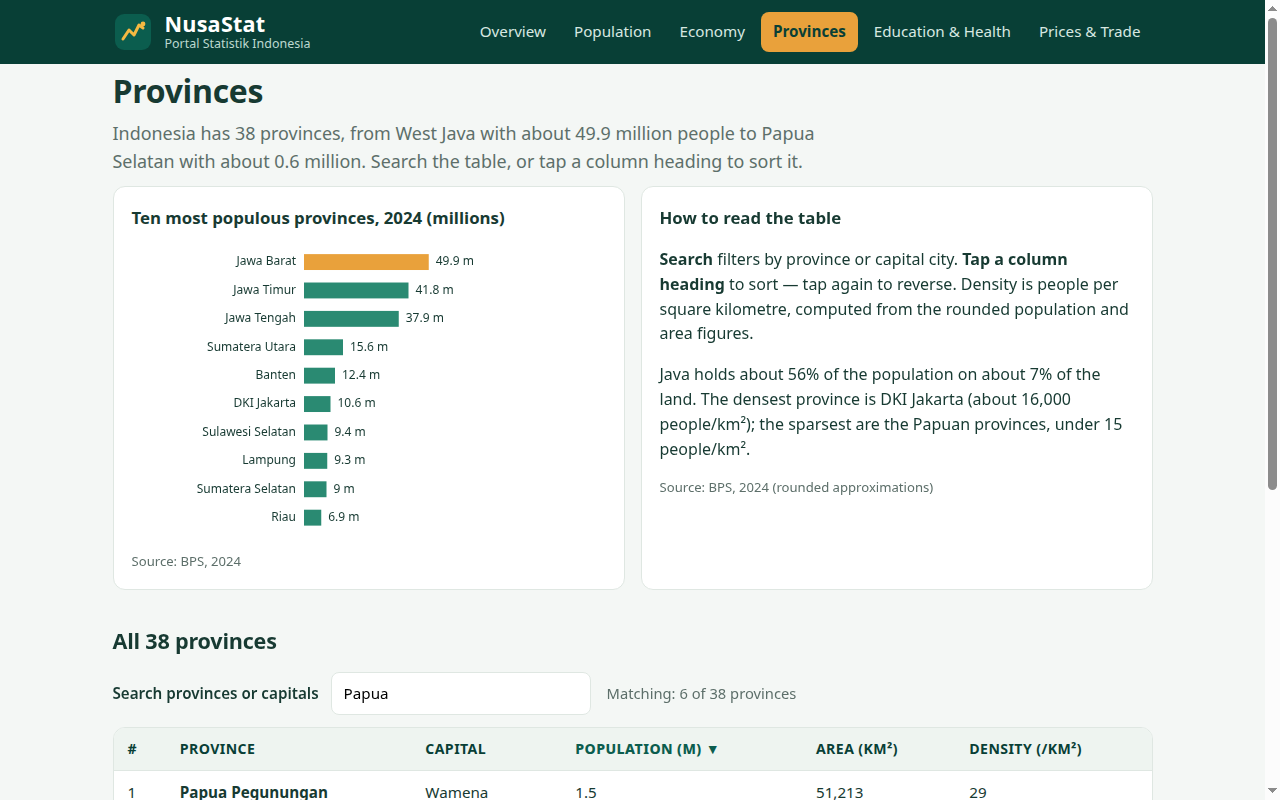 NusaStat
Portal Statistik Indonesia
Overview
Population
Economy
Provinces
Education & Health
Prices & Trade
Provinces
Indonesia has 38 provinces, from West Java with about 49.9 million people to Papua
Selatan with about 0.6 million. Search the table, or tap a column heading to sort it.
Ten most populous provinces, 2024 (millions)
Jawa Barat 49.9 m
Jawa Timur 41.8 m
Jawa Tengah 37.9 m
Sumatera Utara 15.6 m
Banten 12.4 m
DKI Jakarta 10.6 m
Sulawesi Selatan 9.4 m
Lampung 9.3 m
Sumatera Selatan 9 m
Riau 6.9 m
Source: BPS, 2024
How to read the table
Search filters by province or capital city. Tap a column
heading to sort — tap again to reverse. Density is people per
square kilometre, computed from the rounded population and
area figures.
Java holds about 56% of the population on about 7% of the
land. The densest province is DKI Jakarta (about 16,000
people/km²); the sparsest are the Papuan provinces, under 15
people/km².
Source: BPS, 2024 (rounded approximations)
All 38 provinces
Search provinces or capitals Papua Matching: 6 of 38 provinces
# PROVINCE CAPITAL POPULATION (M) ▼ AREA (KM²) DENSITY (/KM²)
1 Papua Pegunungan Wamena 1.5 51,213 29